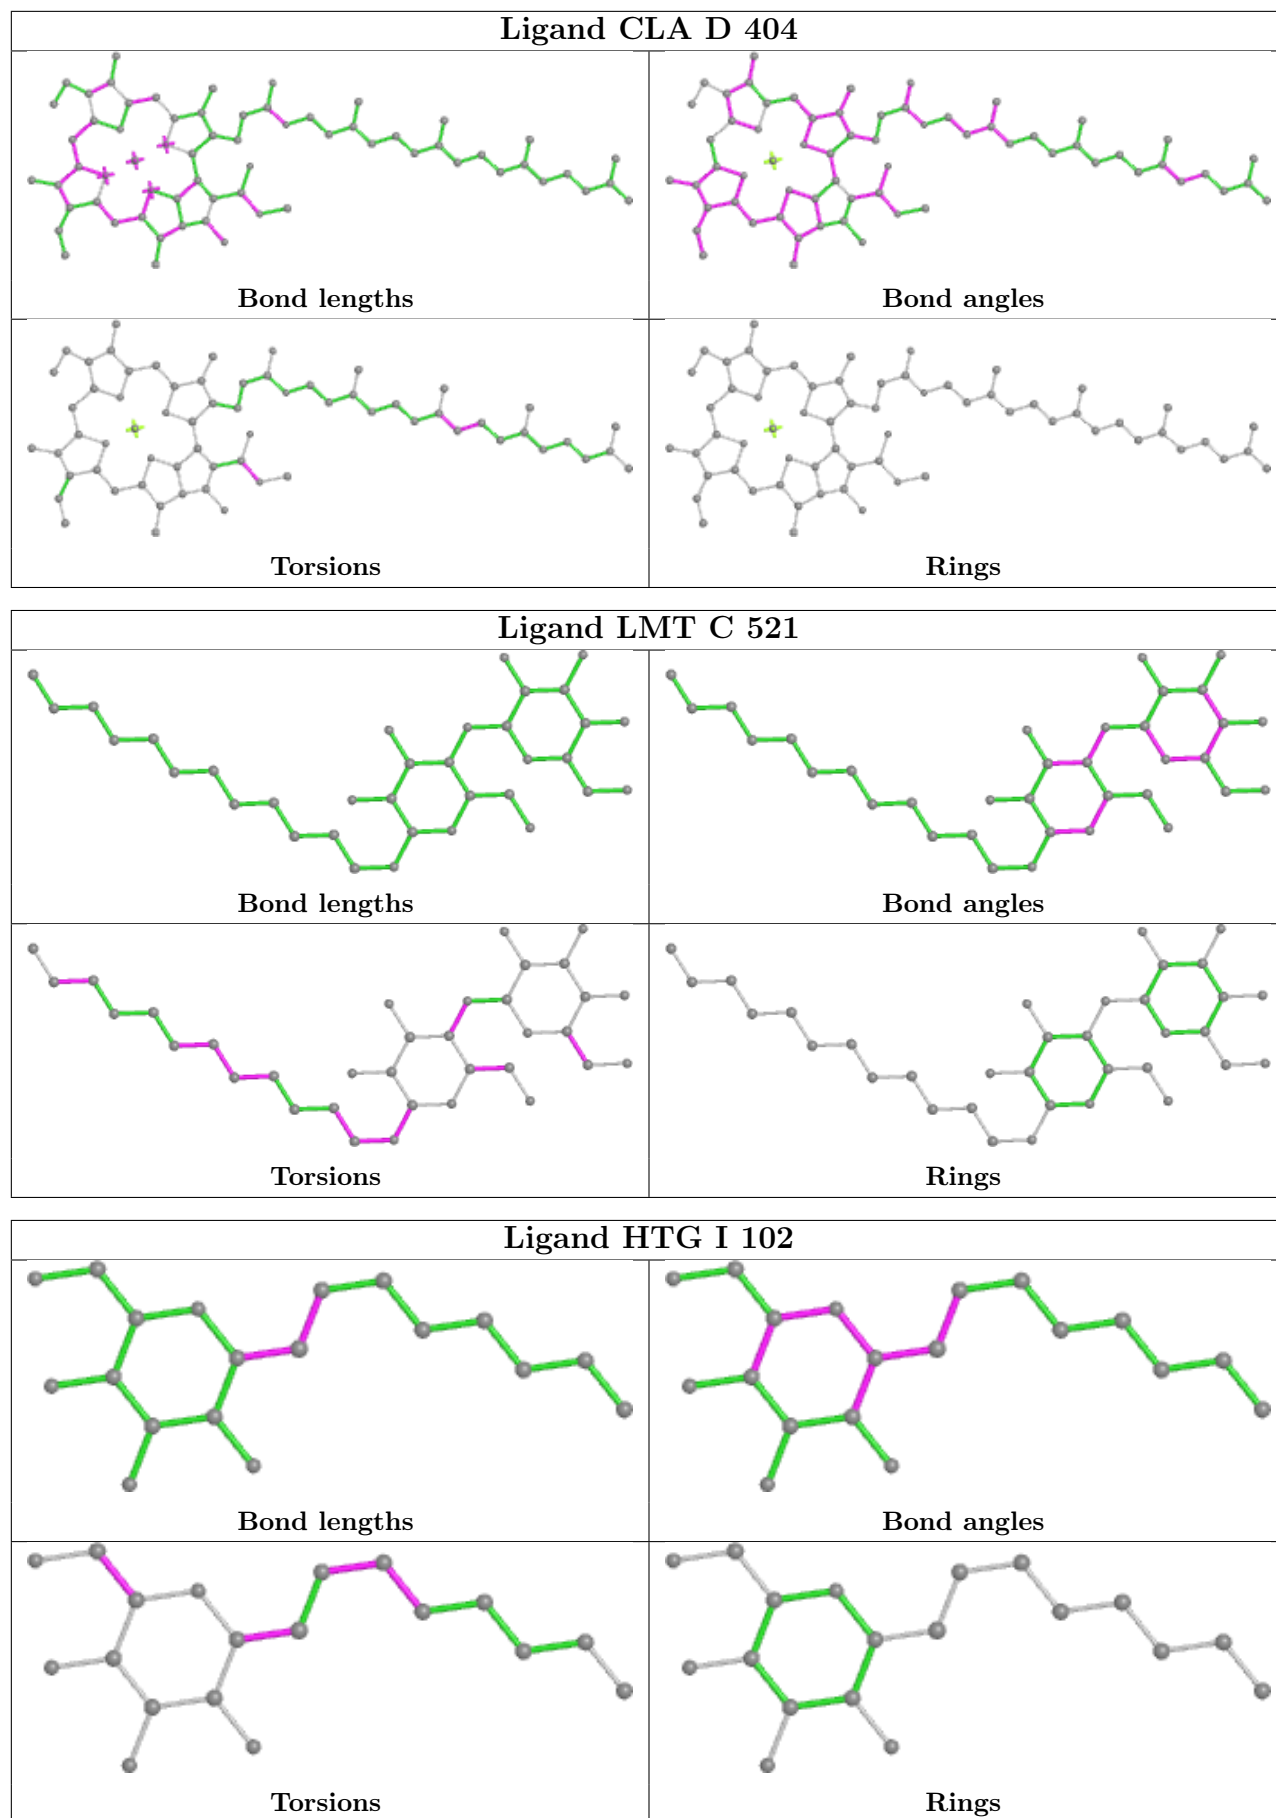 Ligand CLA D 404
Bond lengths
Bond angles
Torsions
Rings
Ligand LMT C 521
Bond lengths
Bond angles
Torsions
Rings
Ligand HTG I 102
Bond lengths
Bond angles
Torsions
Rings